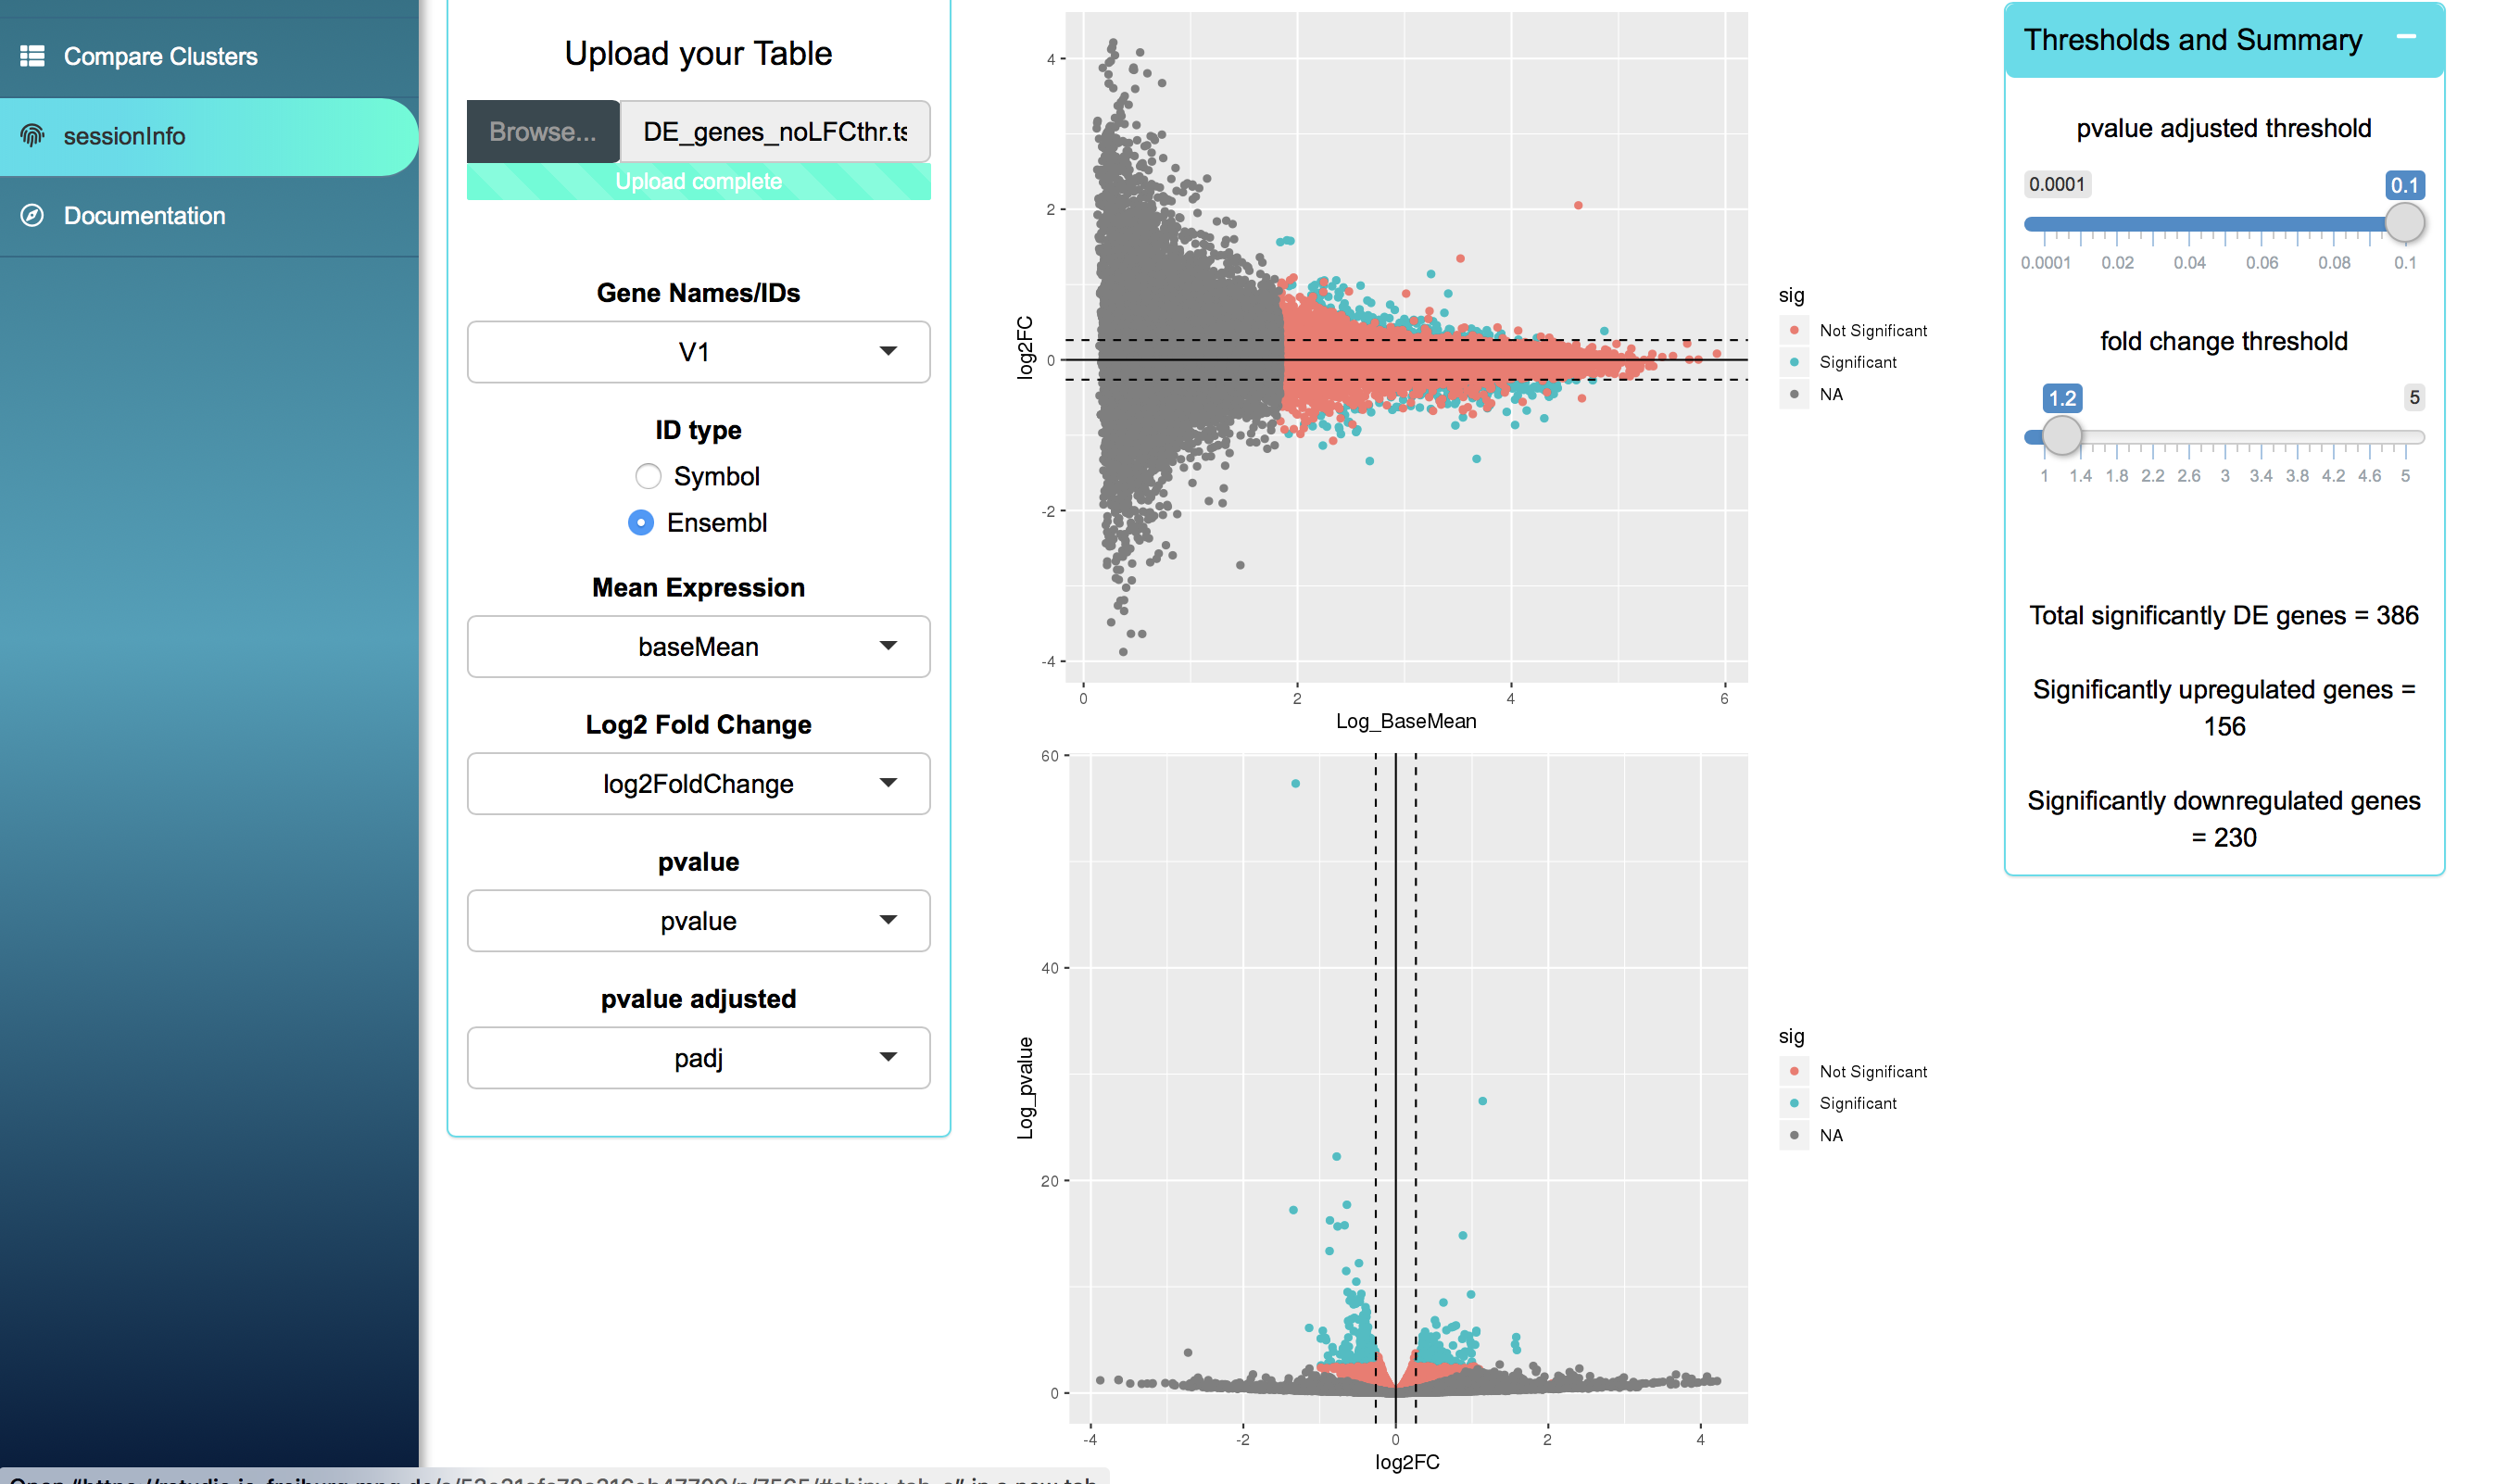 Compare Clusters
sessionInfo
Documentation
Upload your Table
Browse...
DE_genes_noLFCthr.ts
Upload complete
Gene Names/IDs
V1
ID type
Symbol
Ensembl
Mean Expression
baseMean
Log2 Fold Change
log2FoldChange
pvalue
pvalue
pvalue adjusted
padj
4
2
0
-2
-4
log2FC
0 2 4 6
Log_BaseMean
sig
Not Significant
Significant
NA
60
40
20
0
Log_pvalue
-4 -2 0 2 4
log2FC
sig
Not Significant
Significant
NA
Thresholds and Summary
pvalue adjusted threshold
0.0001 0.1
0.0001 0.02 0.04 0.06 0.08 0.1
fold change threshold
1.2 5
1 1.4 1.8 2.2 2.6 3 3.4 3.8 4.2 4.6 5
Total significantly DE genes = 386
Significantly upregulated genes =
156
Significantly downregulated genes
= 230